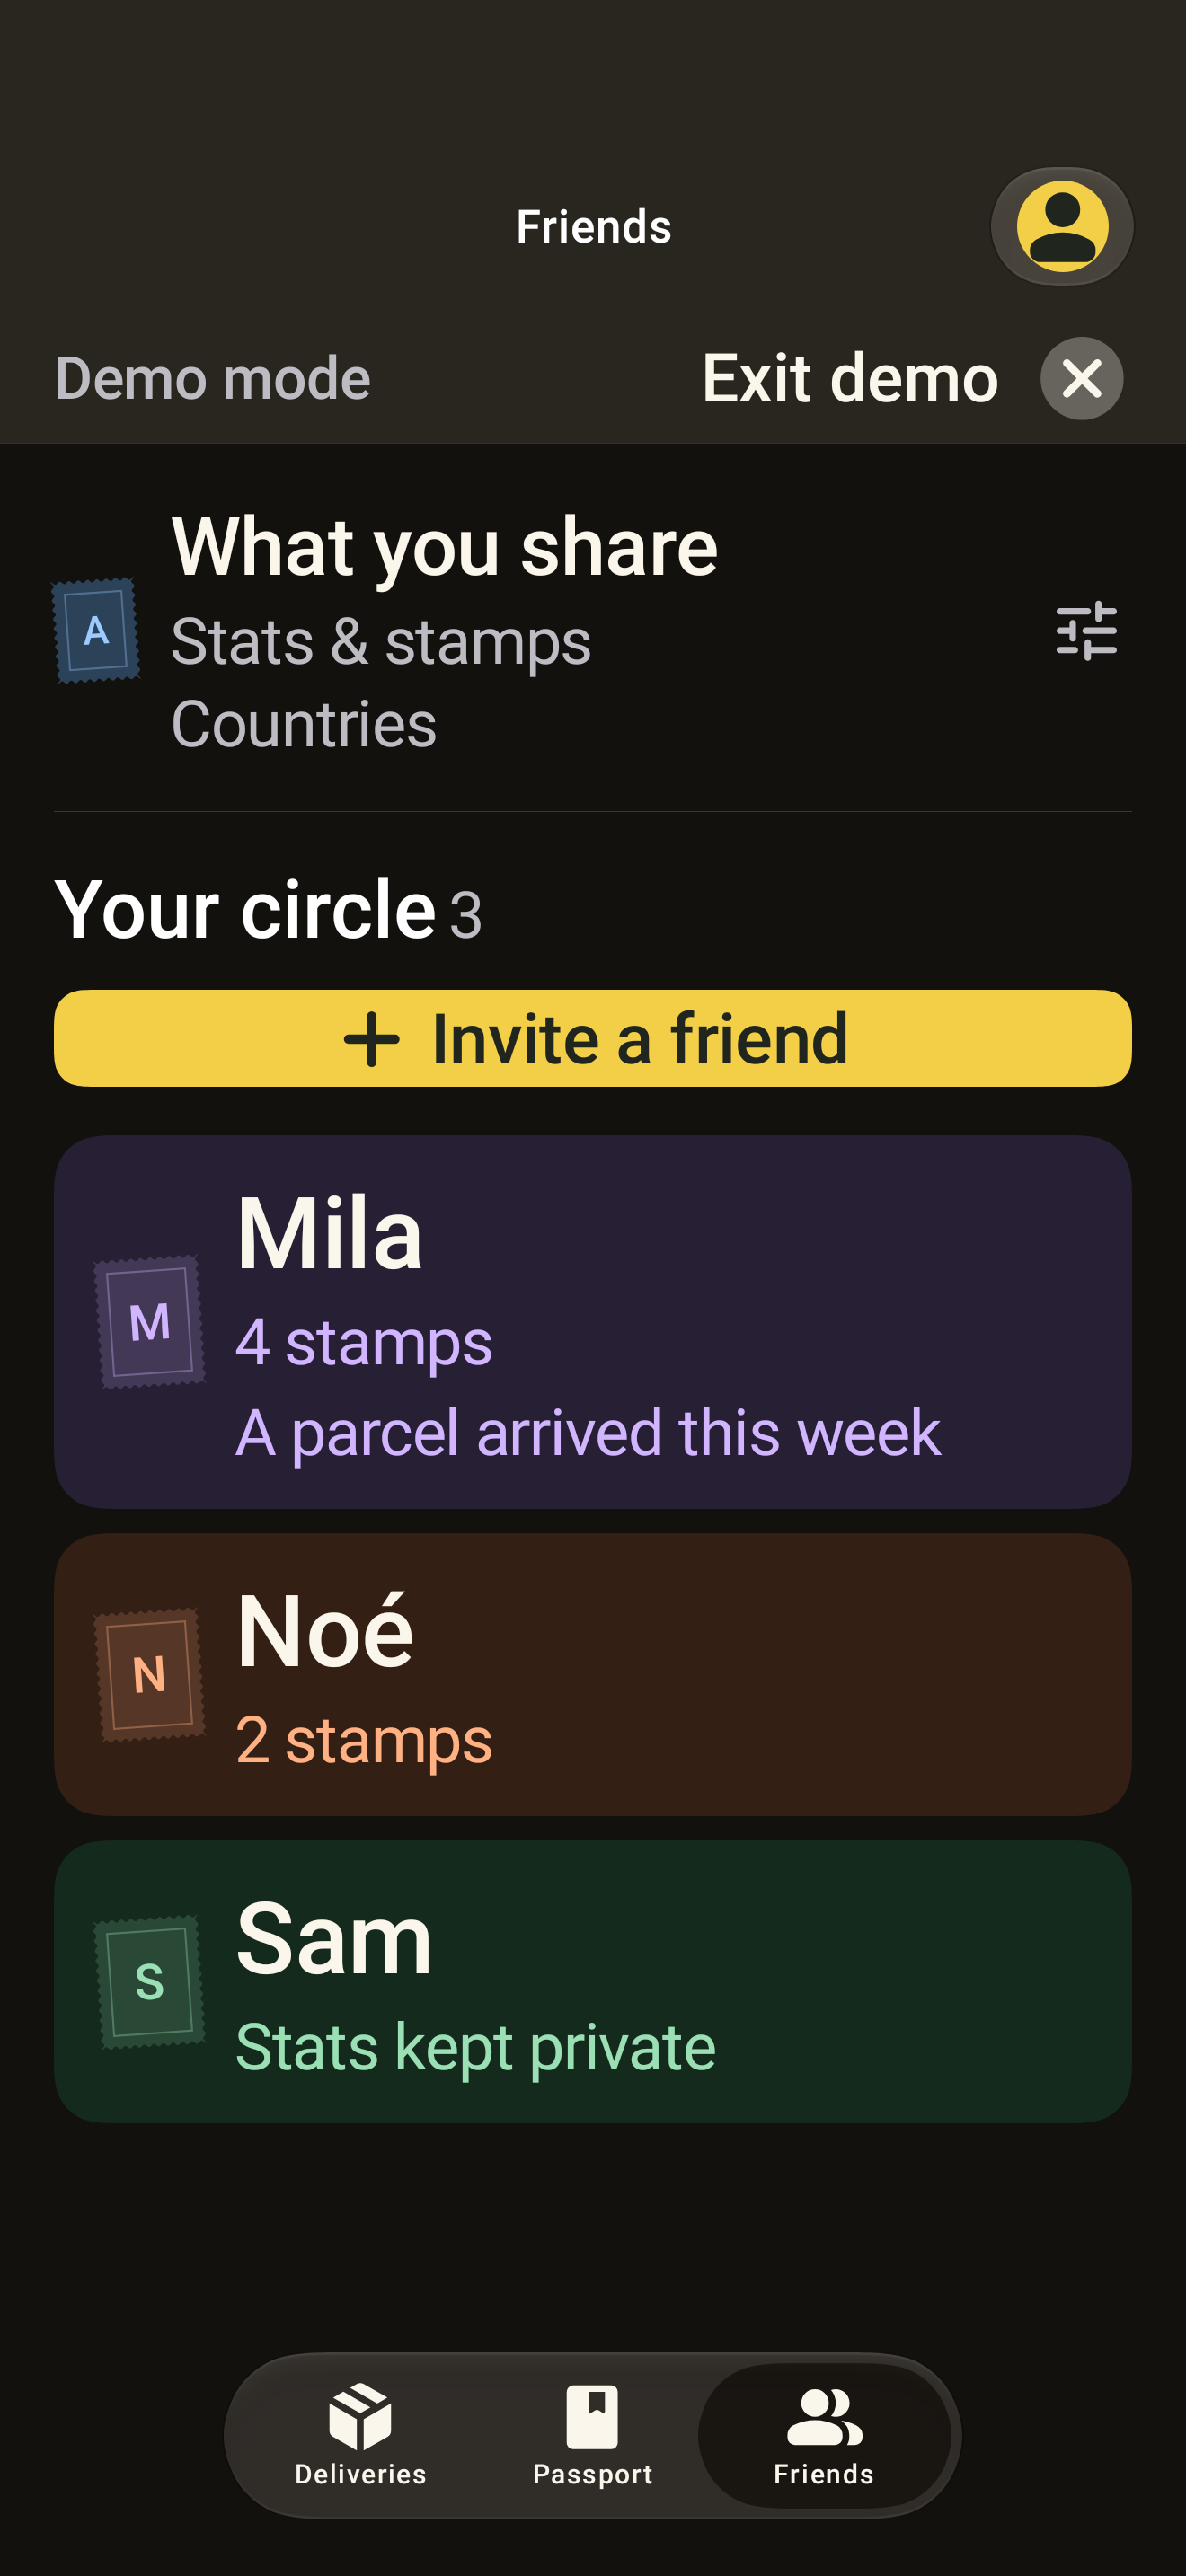 Friends
Demo mode
Exit demo
What you share
A
Stats & stamps
Countries
Your circle 3
Invite a friend
Mila
M
4 stamps
A parcel arrived this week
Noé
N
2 stamps
Sam
S
Stats kept private
Deliveries
Passport
Friends